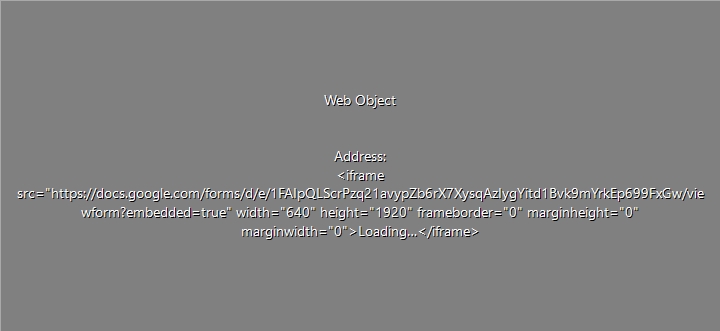 Web Object
Address:
<iframe
src="https://docs.google.com/forms/d/e/1FAIpQLScrPzq21avypZb6rX7XysqAzIygYitd1Bvk9mYrkEp699FxGw/vie
wform?embedded=true" width="640" height="1920" frameborder="0" marginheight="0"
marginwidth="0">Loading...</iframe>